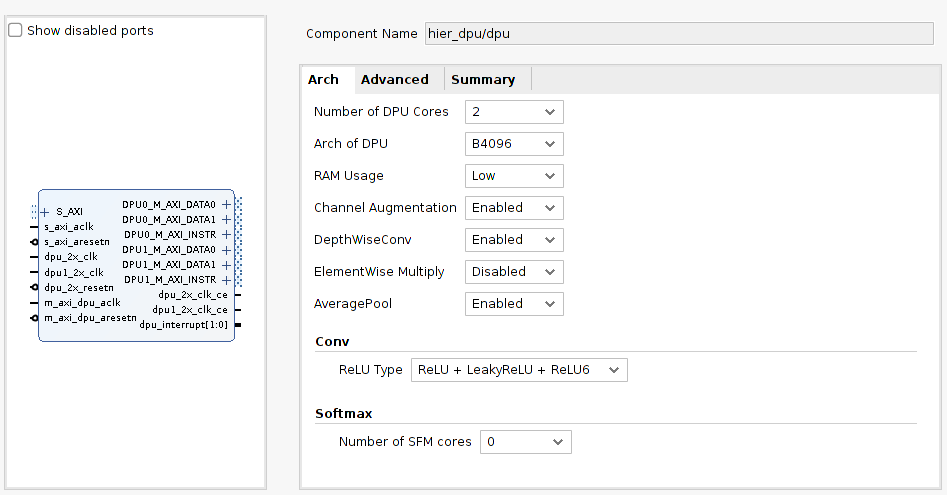 Show disabled ports
S_AXI
s_axi_aclk
s_axi_aresetn
dpu_2x_clk
dpu1_2x_clk
dpu_2x_resetn
m_axi_dpu_aclk
m_axi_dpu_aresetn
DPU0_M_AXI_DATA0
DPU0_M_AXI_DATA1
DPU0_M_AXI_INSTR
DPU1_M_AXI_DATA0
DPU1_M_AXI_DATA1
DPU1_M_AXI_INSTR
dpu_2x_clk_ce
dpu1_2x_clk_ce
dpu_interrupt[1:0]
Component Name hier_dpu/dpu
Arch Advanced Summary
Number of DPU Cores 2
Arch of DPU B4096
RAM Usage Low
Channel Augmentation Enabled
DepthWiseConv Enabled
ElementWise Multiply Disabled
AveragePool Enabled
Conv
ReLU Type ReLU + LeakyReLU + ReLU6
Softmax
Number of SFM cores 0